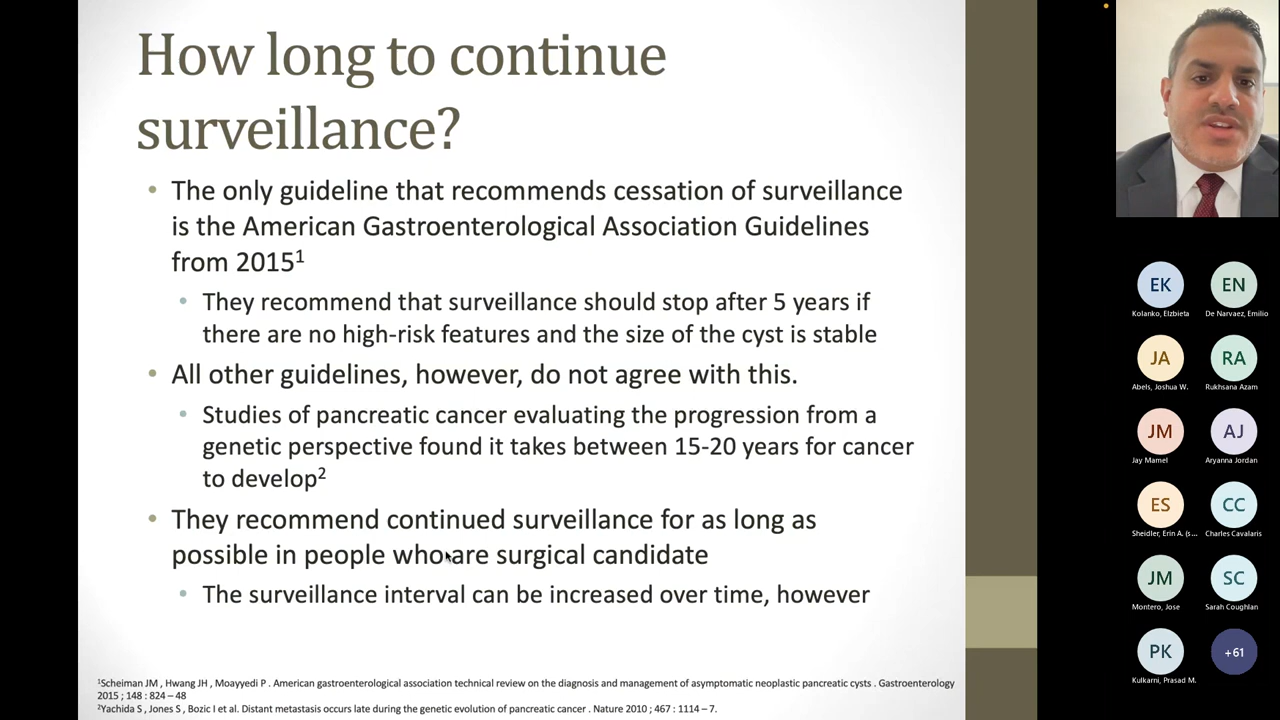 How long to continue
surveillance?
• The only guideline that recommends cessation of surveillance
is the American Gastroenterological Association Guidelines
from 2015¹
• They recommend that surveillance should stop after 5 years if
there are no high-risk features and the size of the cyst is stable
• All other guidelines, however, do not agree with this.
• Studies of pancreatic cancer evaluating the progression from a
genetic perspective found it takes between 15-20 years for cancer
to develop²
• They recommend continued surveillance for as long as
possible in people who are surgical candidate
• The surveillance interval can be increased over time, however
¹Scheiman JM , Hwang JH , Moayyedi P . American gastroenterological association technical review on the diagnosis and management of asymptomatic neoplastic pancreatic cysts . Gastroenterology
2015 ; 148 : 824 – 48
²Yachida S , Jones S , Bozic I et al. Distant metastasis occurs late during the genetic evolution of pancreatic cancer . Nature 2010 ; 467 : 1114 – 7.
EK EN
Kolanko, Elzbieta De Narvaez, Emilio
JA RA
Abels, Joshua W. Rukhsana Azam
JM AJ
Jay Mamel Aryanna Jordan
ES CC
Sheidler, Erin A. (s... Charles Cavalaris
JM SC
Montero, Jose Sarah Coughlan
PK +61
Kulkarni, Prasad M.